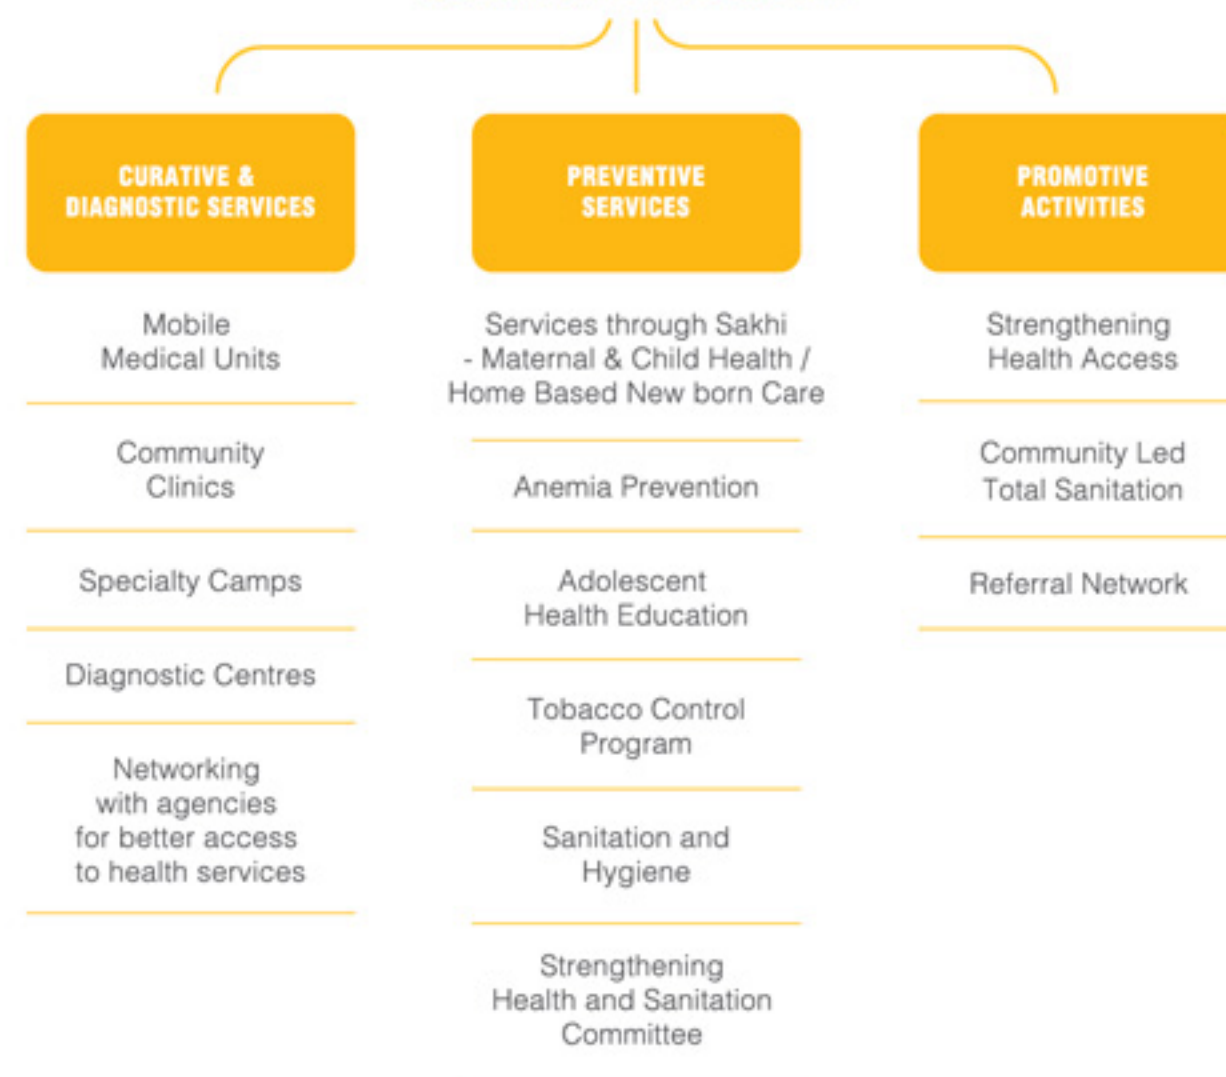 CURATIVE &
DIAGNOSTIC SERVICES
Mobile
Medical Units
Community
Clinics
Specialty Camps
Diagnostic Centres
Networking
with agencies
for better access
to health services
PREVENTIVE
SERVICES
Services through Sakhi
- Maternal & Child Health /
Home Based New born Care
Anemia Prevention
Adolescent
Health Education
Tobacco Control
Program
Sanitation and
Hygiene
Strengthening
Health and Sanitation
Committee
PROMOTIVE
ACTIVITIES
Strengthening
Health Access
Community Led
Total Sanitation
Referral Network